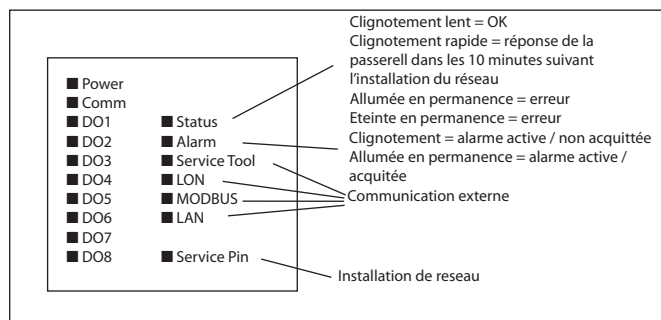 Clignotement lent = OK
Clignotement rapide = réponse de la
passerell dans les 10 minutes suivant
l'installation du réseau
Allumée en permanence = erreur
Eteinte en permanence = erreur
Clignotement = alarme active / non acquittée
Allumée en permanence = alarme active /
acquitée
Communication externe
Installation de reseau
Power
Comm
DO1
DO2
DO3
DO4
DO5
DO6
DO7
DO8
Status
Alarm
Service Tool
LON
MODBUS
LAN
Service Pin